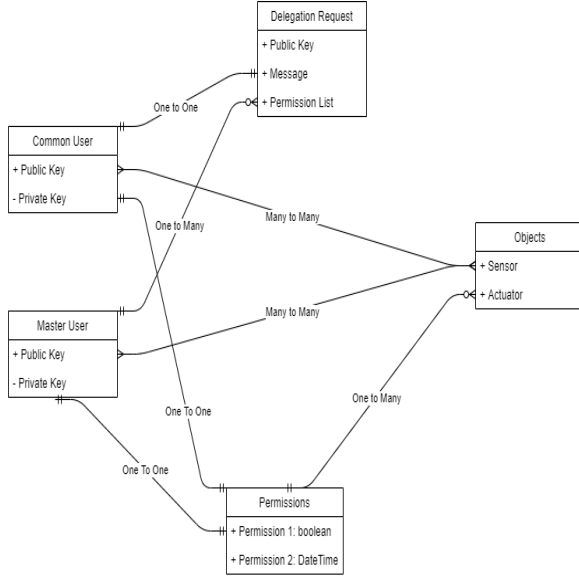 Delegation Request
+ Public Key
+ Message
+ Permission List
One to One
Common User
+ Public Key
- Private Key
One to Many
Many to Many
Objects
+ Sensor
+ Actuator
Many to Many
Master User
+ Public Key
- Private Key
One to Many
One To One
One To One
Permissions
+ Permission 1: boolean
+ Permission 2: DateTime